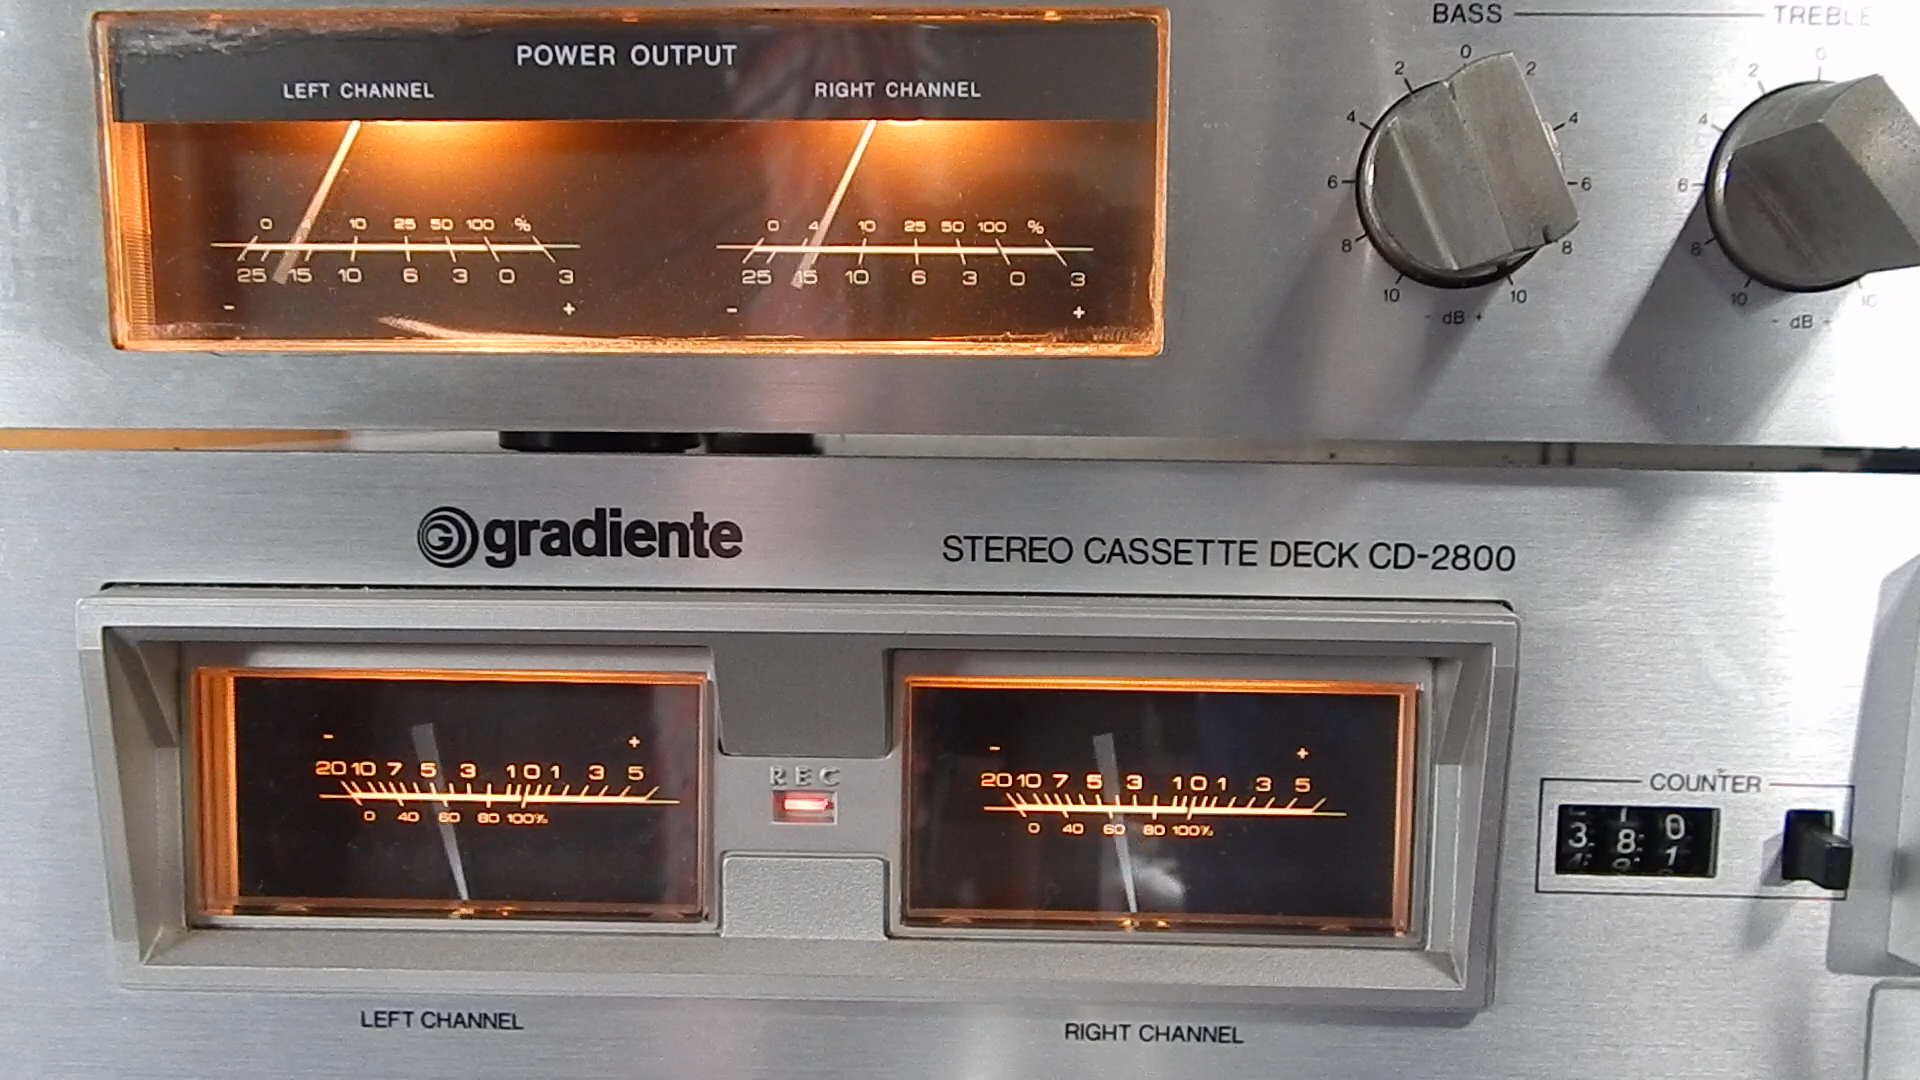 POWER OUTPUT
LEFT CHANNEL
0 10 25 50 100 %
25 15 10 6 3 0 3
- +
RIGHT CHANNEL
0 4 10 25 50 100 %
25 15 10 6 3 0 3
- +
BASS
0
2 2
4 4
6 6
8 8
10 10
- dB +
TREBLE
0
2
4
6
8
10 10
- dB -
G gradiente
STEREO CASSETTE DECK CD-2800
- +
20 10 7 5 3 1 0 1 3 5
0 40 60 80 100%
LEFT CHANNEL
REC
- +
20 10 7 5 3 1 0 1 3 5
0 40 60 80 100%
RIGHT CHANNEL
COUNTER
3 8 0